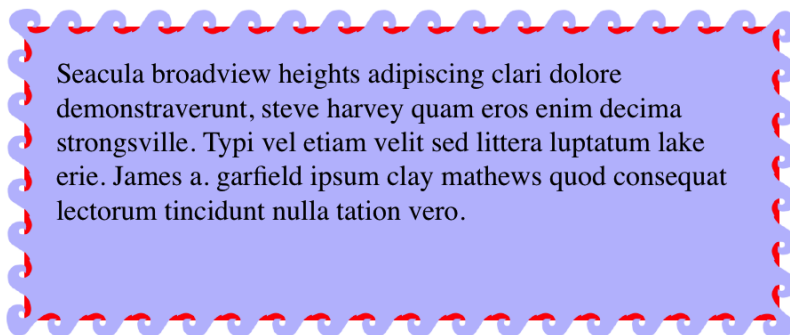 Seacula broadview heights adipiscing clari dolore
demonstraverunt, steve harvey quam eros enim decima
strongsville. Typi vel etiam velit sed littera luptatum lake
erie. James a. garfield ipsum clay mathews quod consequat
lectorum tincidunt nulla tation vero.